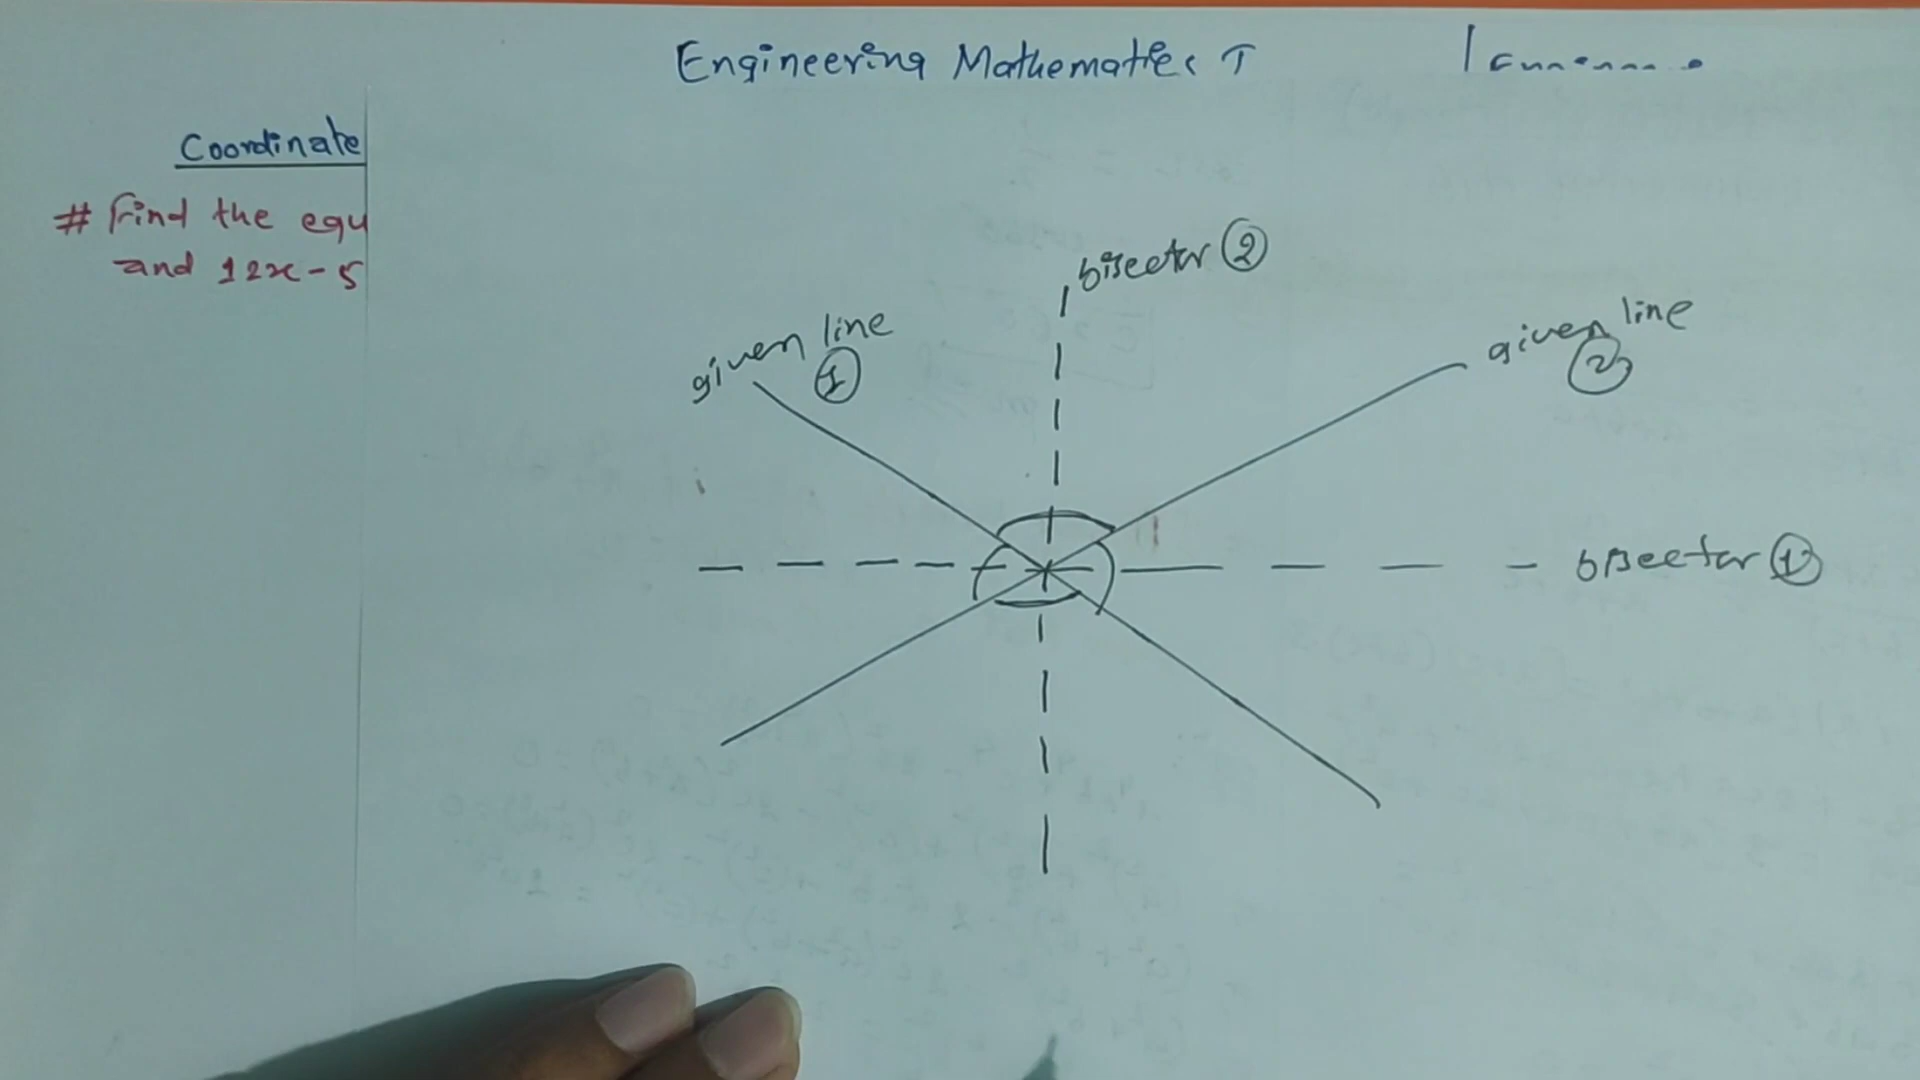 Engineering Mathematics I
Coordinate
# Find the equ
and 12x - 5
bisector 2
given line
1
given line
2
bisector 1